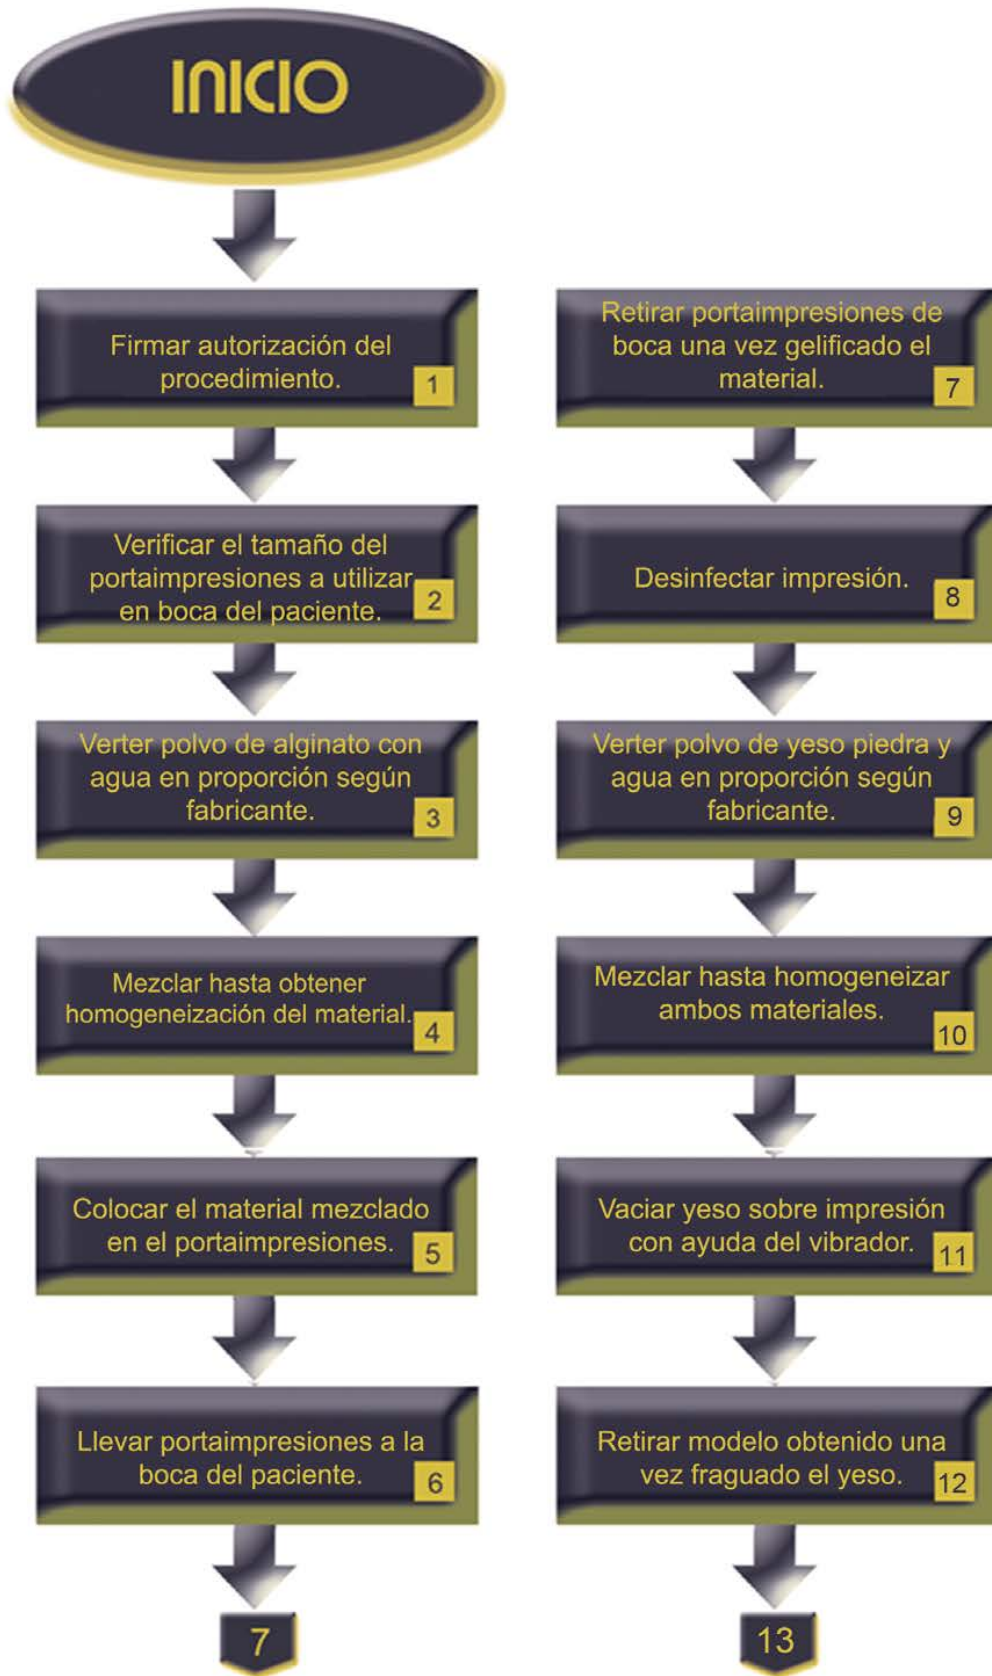 INICIO
Firmar autorización del
procedimiento.
1
Verificar el tamaño del
portaimpresiones a utilizar
en boca del paciente.
2
Verter polvo de alginato con
agua en proporción según
fabricante.
3
Mezclar hasta obtener
homogeneización del material.
4
Colocar el material mezclado
en el portaimpresiones.
5
Llevar portaimpresiones a la
boca del paciente.
6
7
Retirar portaimpresiones de
boca una vez gelificado el
material.
7
Desinfectar impresión.
8
Verter polvo de yeso piedra y
agua en proporción según
fabricante.
9
Mezclar hasta homogeneizar
ambos materiales.
10
Vaciar yeso sobre impresión
con ayuda del vibrador.
11
Retirar modelo obtenido una
vez fraguado el yeso.
12
13